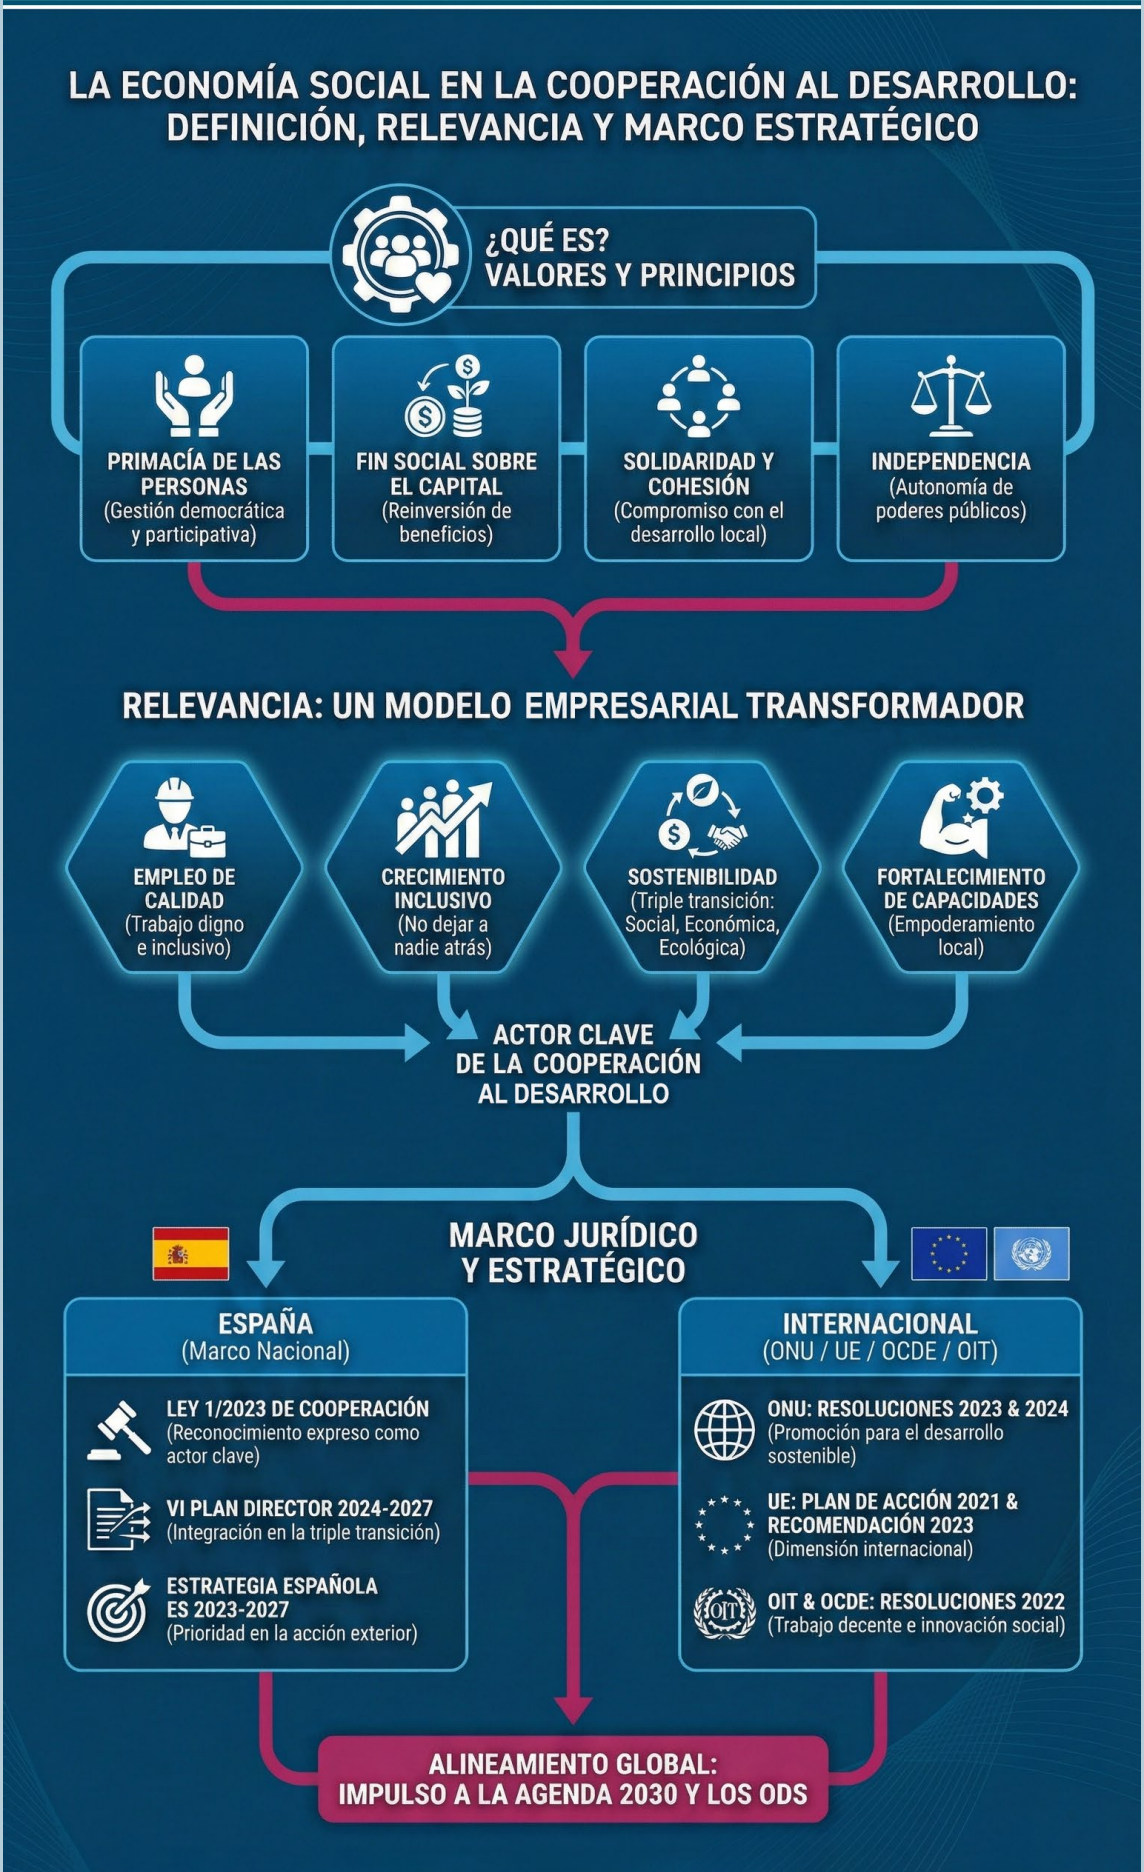 LA ECONOMÍA SOCIAL EN LA COOPERACIÓN AL DESARROLLO:
DEFINICIÓN, RELEVANCIA Y MARCO ESTRATÉGICO
¿QUÉ ES?
VALORES Y PRINCIPIOS
PRIMACÍA DE LAS
PERSONAS
(Gestión democrática
y participativa)
FIN SOCIAL SOBRE
EL CAPITAL
(Reinversión de
beneficios)
SOLIDARIDAD Y
COHESIÓN
(Compromiso con el
desarrollo local)
INDEPENDENCIA
(Autonomía de
poderes públicos)
RELEVANCIA: UN MODELO EMPRESARIAL TRANSFORMADOR
EMPLEO DE
CALIDAD
(Trabajo digno
e inclusivo)
CRECIMIENTO
INCLUSIVO
(No dejar a
nadie atrás)
SOSTENIBILIDAD
(Triple transición:
Social, Económica,
Ecológica)
FORTALECIMIENTO
DE CAPACIDADES
(Empoderamiento
local)
ACTOR CLAVE
DE LA COOPERACIÓN
AL DESARROLLO
MARCO JURÍDICO
Y ESTRATÉGICO
ESPAÑA
(Marco Nacional)
LEY 1/2023 DE COOPERACIÓN
(Reconocimiento expreso como
actor clave)
VI PLAN DIRECTOR 2024-2027
(Integración en la triple transición)
ESTRATEGIA ESPAÑOLA
ES 2023-2027
(Prioridad en la acción exterior)
INTERNACIONAL
(ONU / UE / OCDE / OIT)
ONU: RESOLUCIONES 2023 & 2024
(Promoción para el desarrollo
sostenible)
UE: PLAN DE ACCIÓN 2021 &
RECOMENDACIÓN 2023
(Dimensión internacional)
OIT
OIT & OCDE: RESOLUCIONES 2022
(Trabajo decente e innovación social)
ALINEAMIENTO GLOBAL:
IMPULSO A LA AGENDA 2030 Y LOS ODS